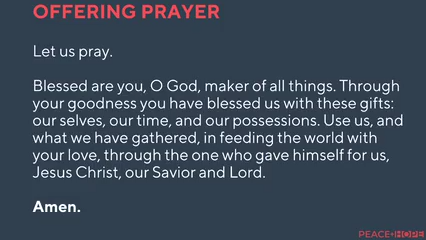 OFFERING PRAYER
Let us pray.
Blessed are you, O God, maker of all things. Through
your goodness you have blessed us with these gifts:
our selves, our time, and our possessions. Use us, and
what we have gathered, in feeding the world with
your love, through the one who gave himself for us,
Jesus Christ, our Savior and Lord.
Amen.
PEACE+HOPE